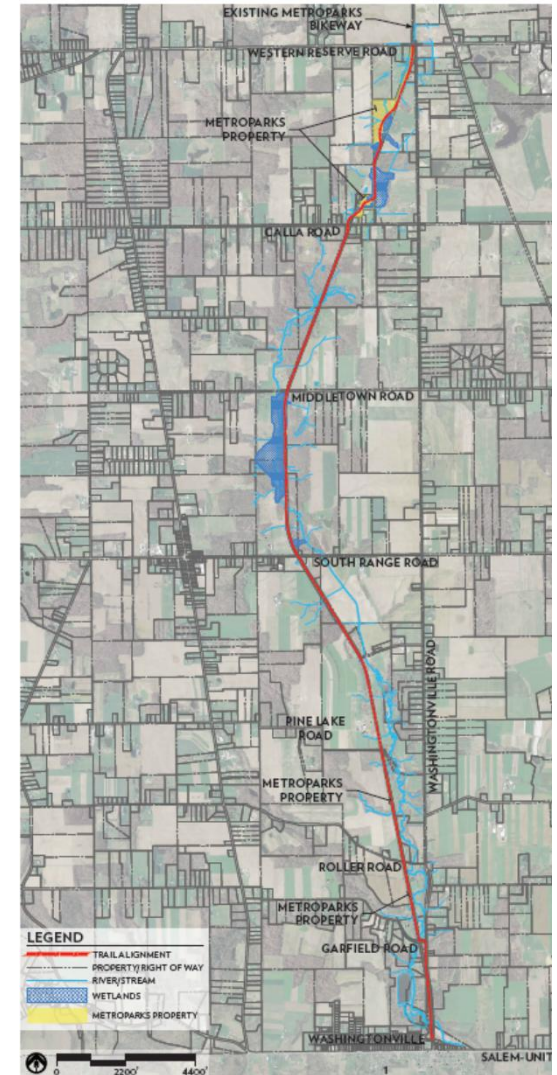 EXISTING METROPARKS
BIKEWAY
WESTERN RESERVE ROAD
METROPARKS
PROPERTY
CALLA ROAD
MIDDLETOWN ROAD
SOUTH RANGE ROAD
WASHINGTONVILLE ROAD
PINE LAKE
ROAD
METROPARKS
PROPERTY
ROLLER ROAD
METROPARKS
PROPERTY
GARFIELD ROAD
LEGEND
TRAIL ALIGNMENT
PROPERTY/RIGHT OF WAY
RIVER/STREAM
WETLANDS
METROPARKS PROPERTY
WASHINGTONVILLE
SALEM-UNIT
0 2200' 4400'
1